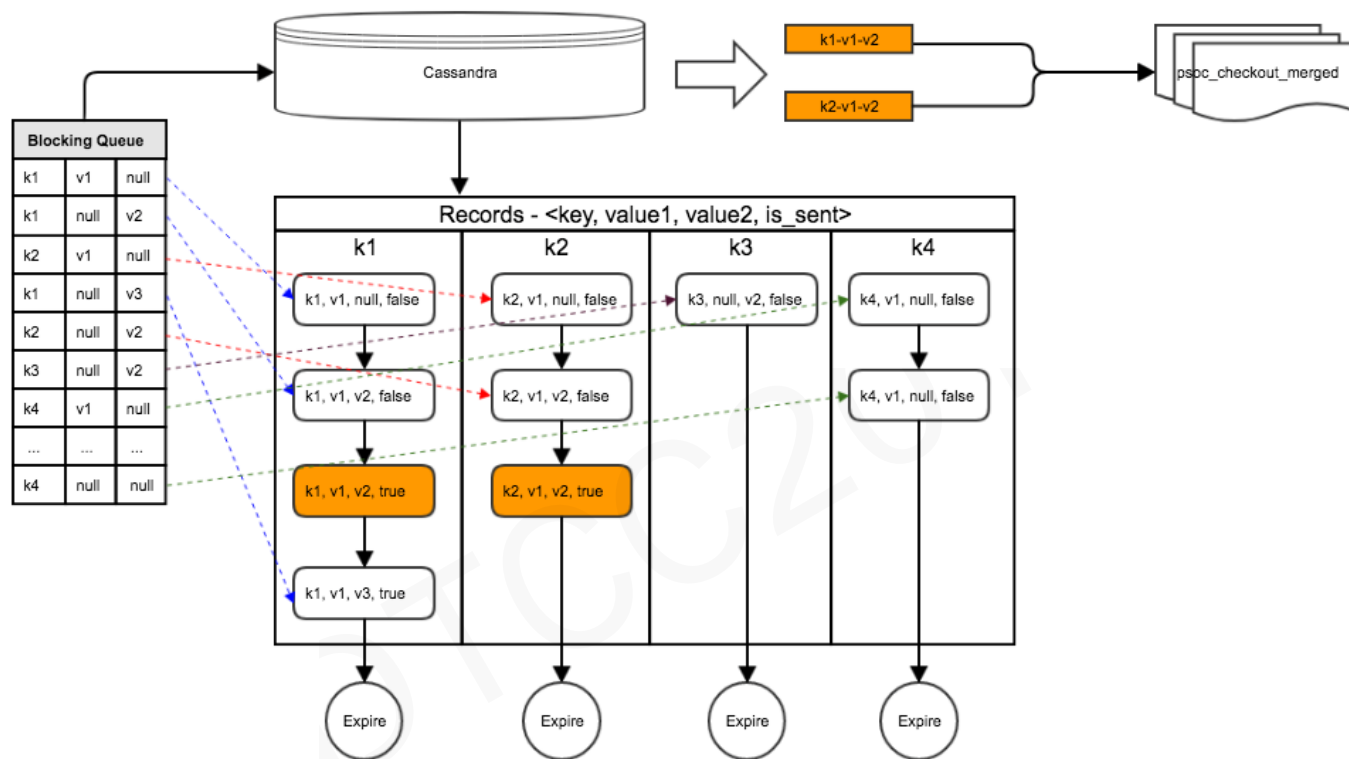 Cassandra
k1-v1-v2
k2-v1-v2
psoc_checkout_merged
Blocking Queue
k1 v1 null
k1 null v2
k2 v1 null
k1 null v3
k2 null v2
k3 null v2
k4 v1 null
... ... ...
k4 null null
Records - <key, value1, value2, is_sent>
k1 k2 k3 k4
k1, v1, null, false
k2, v1, null, false
k3, null, v2, false
k4, v1, null, false
k1, v1, v2, false
k2, v1, v2, false
k4, v1, null, false
k1, v1, v2, true
k2, v1, v2, true
k1, v1, v3, true
Expire
Expire
Expire
Expire